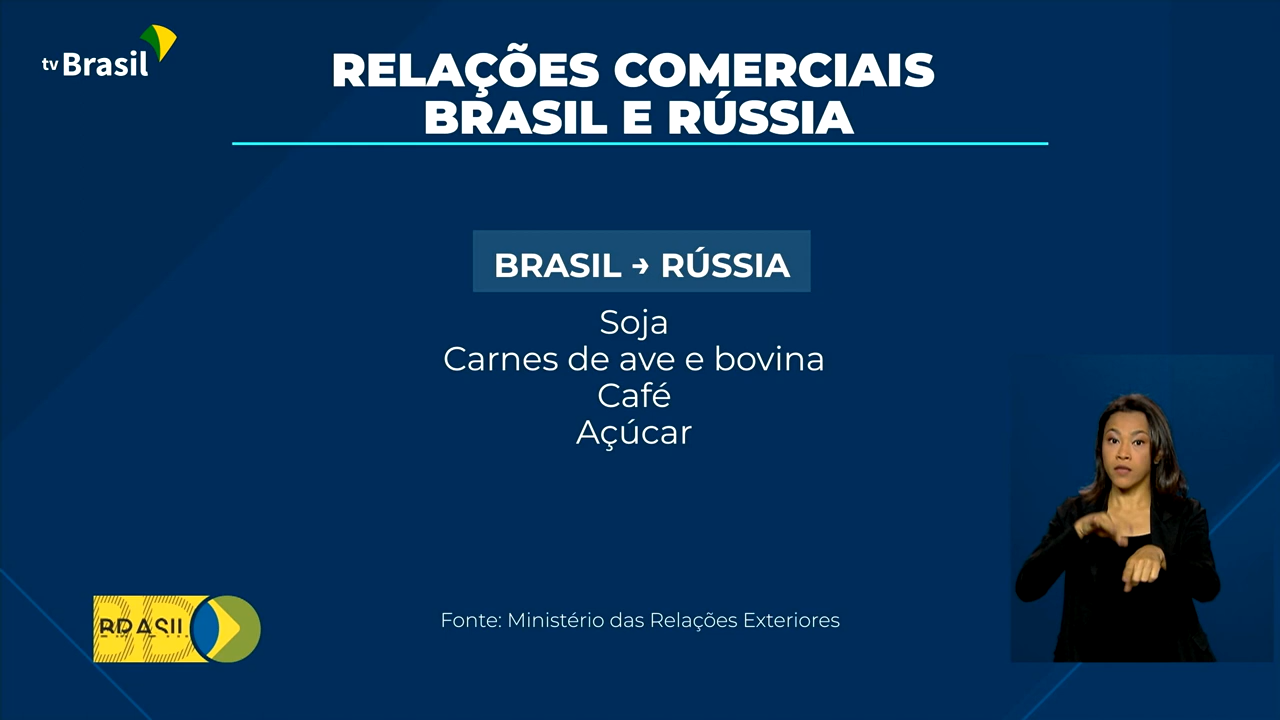 tv Brasil
RELAÇÕES COMERCIAIS
BRASIL E RÚSSIA
BRASIL → RÚSSIA
Soja
Carnes de ave e bovina
Café
Açúcar
BRASIL
Fonte: Ministério das Relações Exteriores